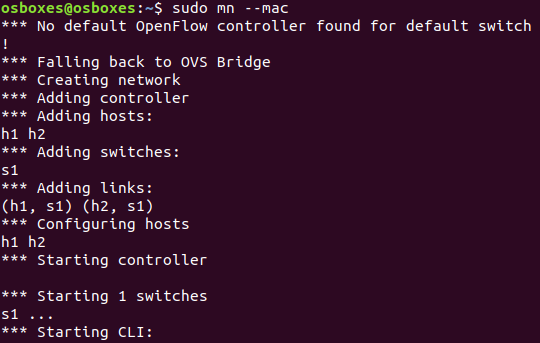 osboxes@osboxes:~$ sudo mn --mac
*** No default OpenFlow controller found for default switch
!
*** Falling back to OVS Bridge
*** Creating network
*** Adding controller
*** Adding hosts:
h1 h2
*** Adding switches:
s1
*** Adding links:
(h1, s1) (h2, s1)
*** Configuring hosts
h1 h2
*** Starting controller

*** Starting 1 switches
s1 ...
*** Starting CLI: